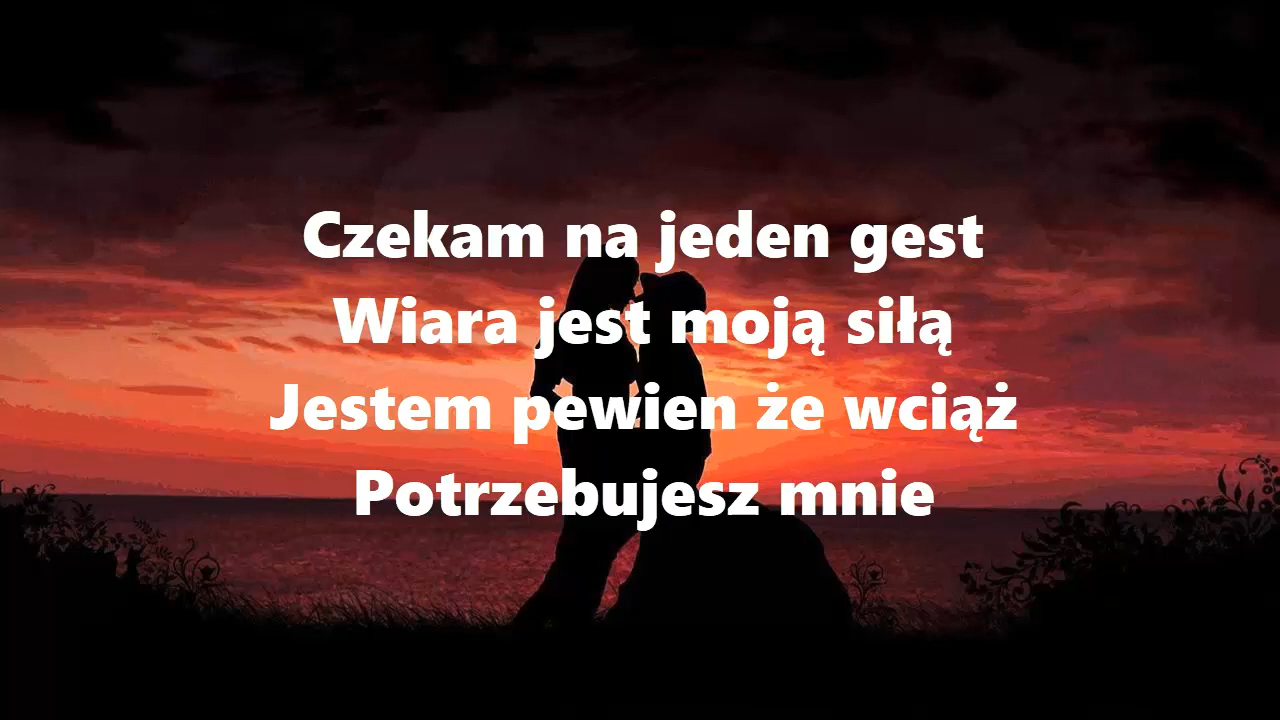 Czekam na jeden gest
Wiara jest moją siłą
Jestem pewien że wciąż
Potrzebujesz mnie